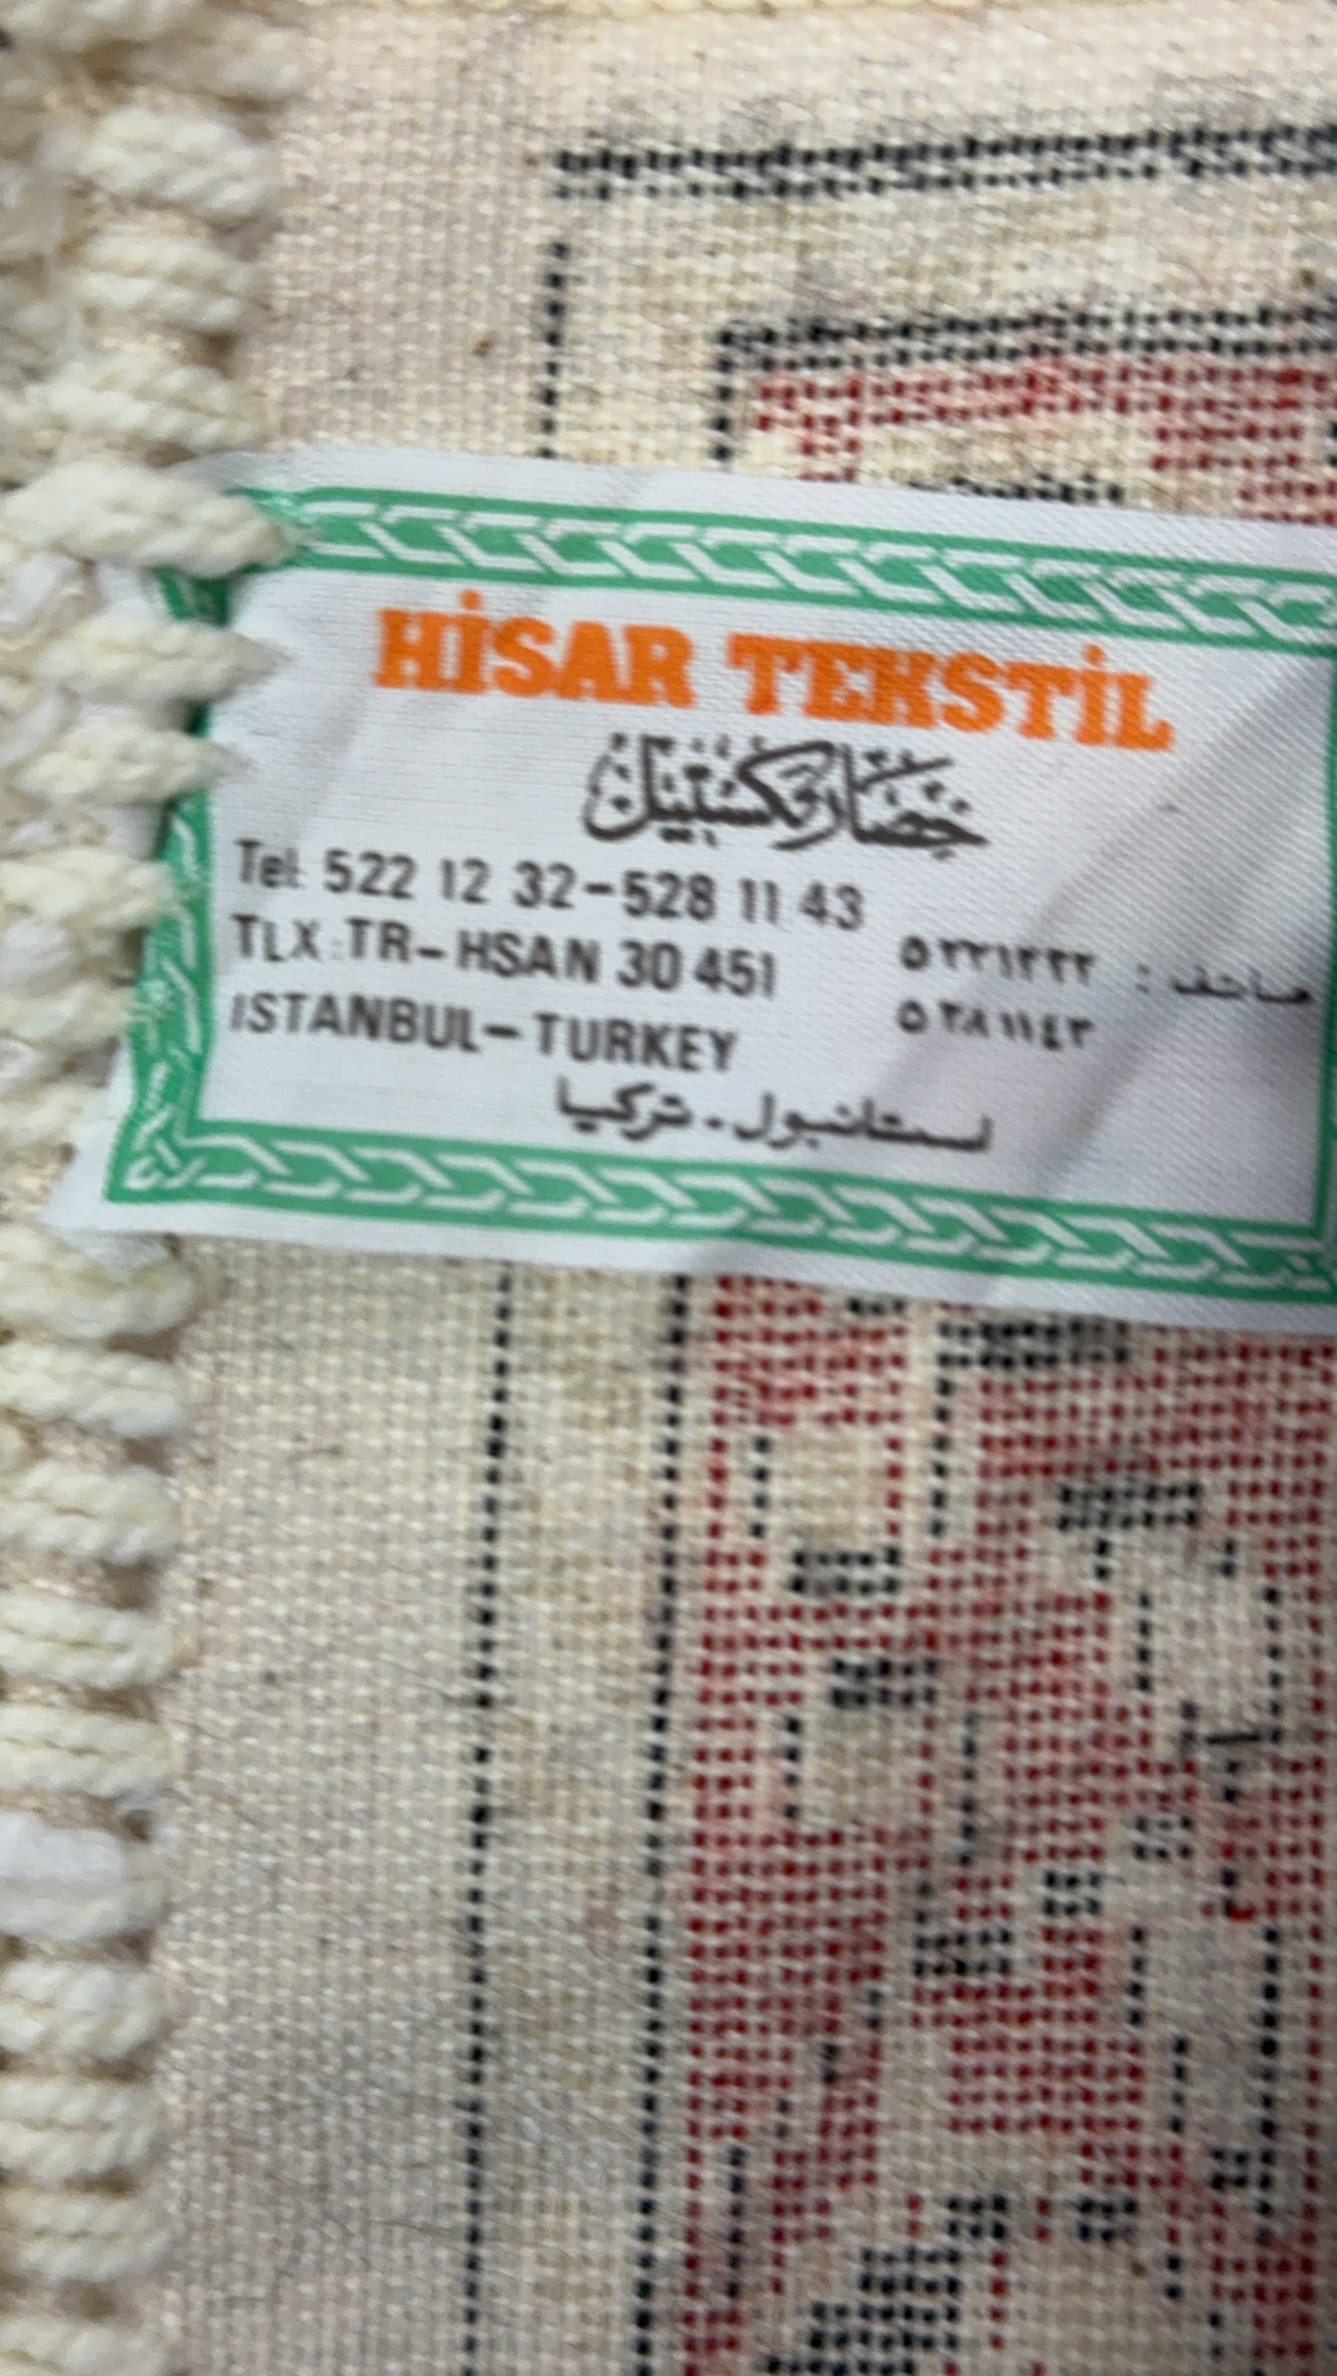 HİSAR TEKSTİL
خصار تكستيل
Tel: 522 12 32-528 11 43
TLX: TR-HSAN 30 451
هاتف : ٥٢٢١٢٣٢
٥٢٨١١٤٣
ISTANBUL-TURKEY
استانبول - تركيا